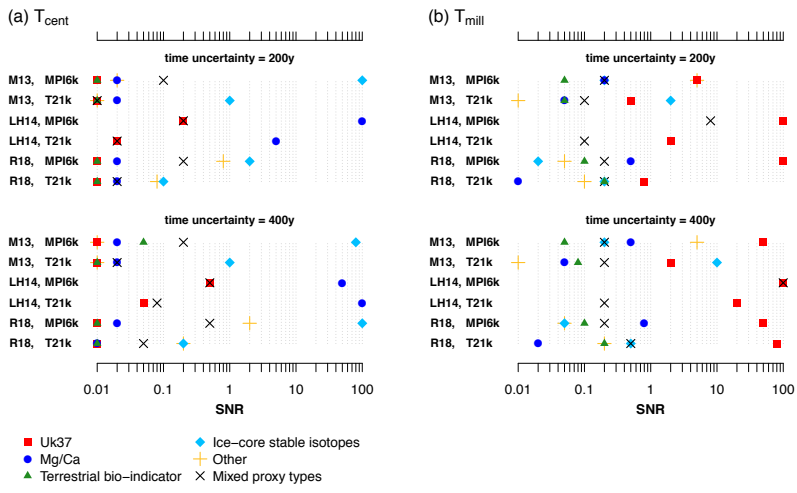 (a) Tcent
time uncertainty = 200y
M13, MPI6k
M13, T21k
LH14, MPI6k
LH14, T21k
R18, MPI6k
R18, T21k
time uncertainty = 400y
M13, MPI6k
M13, T21k
LH14, MPI6k
LH14, T21k
R18, MPI6k
R18, T21k
0.01 0.1 1 10 100
SNR
(b) Tmill
time uncertainty = 200y
M13, MPI6k
M13, T21k
LH14, MPI6k
LH14, T21k
R18, MPI6k
R18, T21k
time uncertainty = 400y
M13, MPI6k
M13, T21k
LH14, MPI6k
LH14, T21k
R18, MPI6k
R18, T21k
0.01 0.1 1 10 100
SNR
Uk37
Mg/Ca
Terrestrial bio−indicator
Ice−core stable isotopes
Other
Mixed proxy types